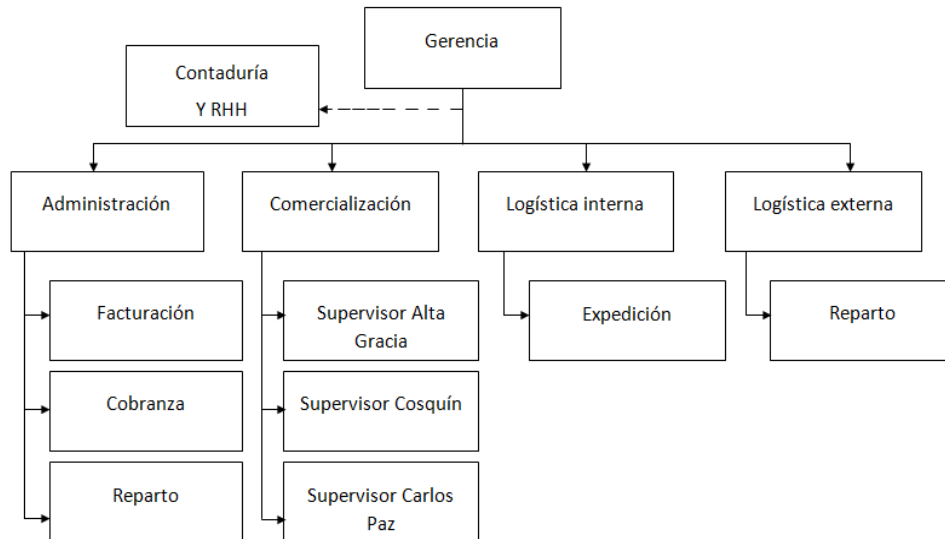 Gerencia
Contaduría
Y RHH
Administración
Comercialización
Logística interna
Logística externa
Facturación
Supervisor Alta
Gracia
Expedición
Reparto
Cobranza
Supervisor Cosquín
Reparto
Supervisor Carlos
Paz